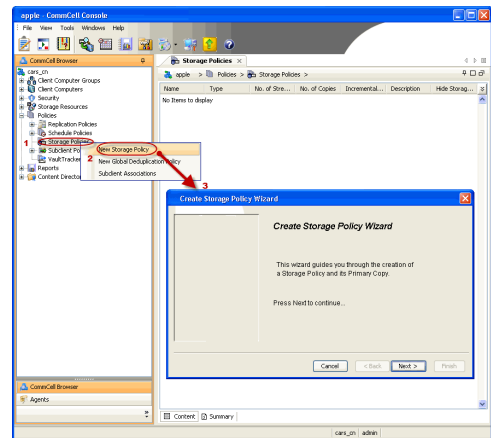 apple - CommCell Console
File View Tools Windows Help
CommCell Browser
cars_cn
Client Computer Groups
Client Computers
Security
Storage Resources
Policies
Replication Policies
Schedule Policies
1 Storage Policies
Subclient Po
VaultTracker
Reports
Content Director
New Storage Policy
2
New Global Deduplication Policy
Subclient Associations
3
Storage Policies
apple > Policies > Storage Policies >
Name Type No. of Stre... No. of Copies Incremental... Description Hide Storag...
No Items to display
Create Storage Policy Wizard
Create Storage Policy Wizard
This wizard guides you through the creation of
a Storage Policy and its Primary Copy.
Press Next to continue...
Cancel < Back Next > Finish
CommCell Browser
Agents
Content Summary
cars_cn admin